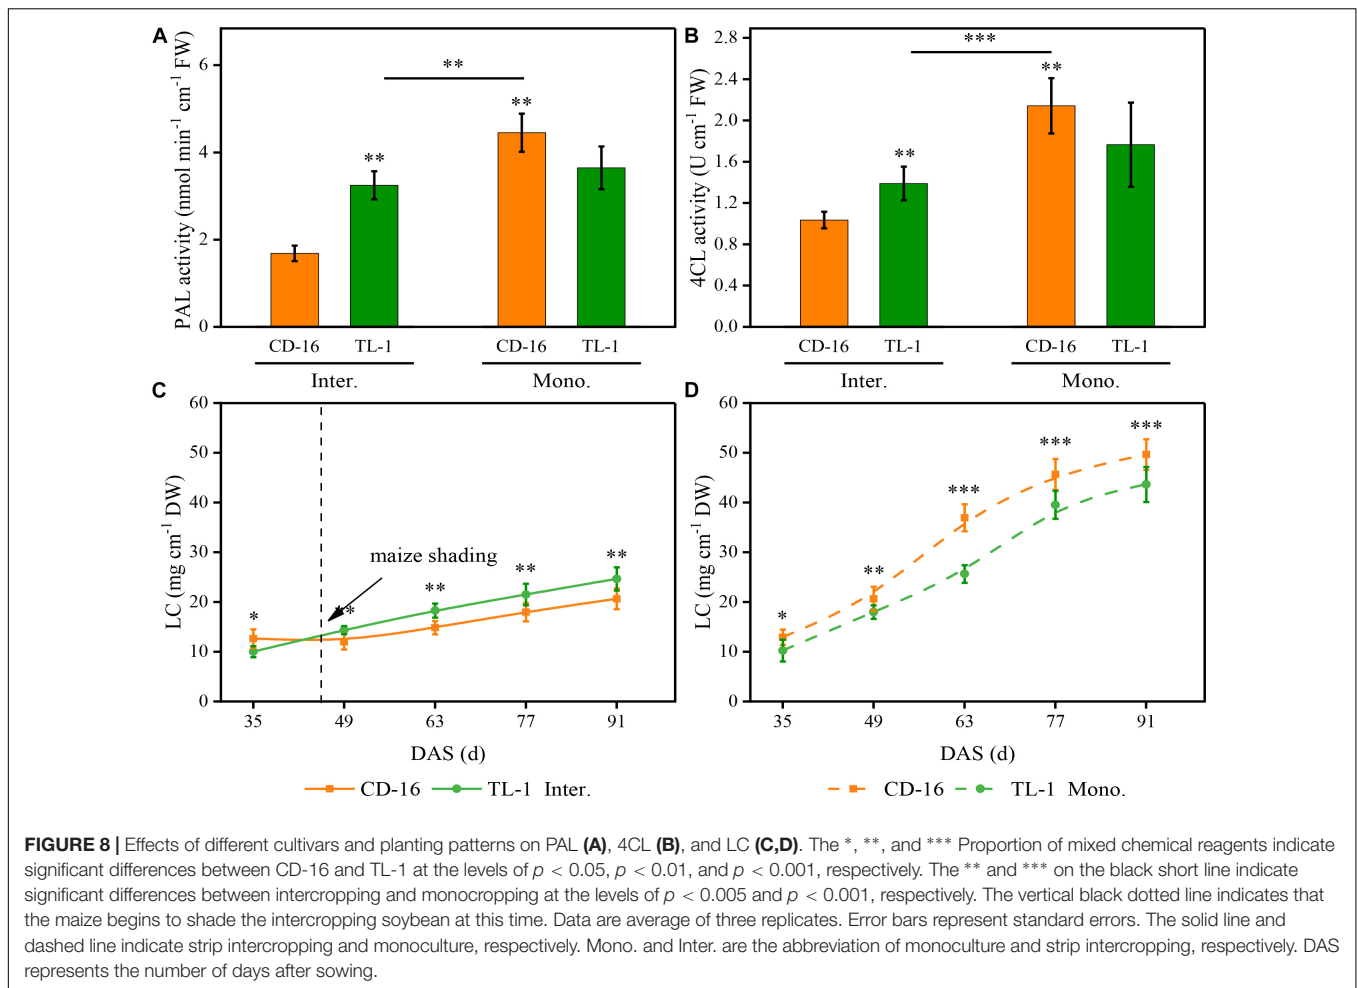 A
PAL activity (nmol min⁻¹ cm⁻¹ FW)
6
4
2
0
**
**
**
CD-16 TL-1 CD-16 TL-1
Inter. Mono.
B
4CL activity (U cm⁻¹ FW)
2.8
2.4
2.0
1.6
1.2
0.8
0.4
0.0
***
**
**
CD-16 TL-1 CD-16 TL-1
Inter. Mono.
C
LC (mg cm⁻¹ DW)
60
50
40
30
20
10
0
maize shading
* ** ** ** **
35 49 63 77 91
DAS (d)
CD-16 TL-1 Inter.
D
LC (mg cm⁻¹ DW)
60
50
40
30
20
10
0
* ** *** *** ***
35 49 63 77 91
DAS (d)
CD-16 TL-1 Mono.
FIGURE 8 | Effects of different cultivars and planting patterns on PAL (A), 4CL (B), and LC (C,D). The *, **, and *** Proportion of mixed chemical reagents indicate
significant differences between CD-16 and TL-1 at the levels of p < 0.05, p < 0.01, and p < 0.001, respectively. The ** and *** on the black short line indicate
significant differences between intercropping and monocropping at the levels of p < 0.005 and p < 0.001, respectively. The vertical black dotted line indicates that
the maize begins to shade the intercropping soybean at this time. Data are average of three replicates. Error bars represent standard errors. The solid line and
dashed line indicate strip intercropping and monoculture, respectively. Mono. and Inter. are the abbreviation of monoculture and strip intercropping, respectively. DAS
represents the number of days after sowing.